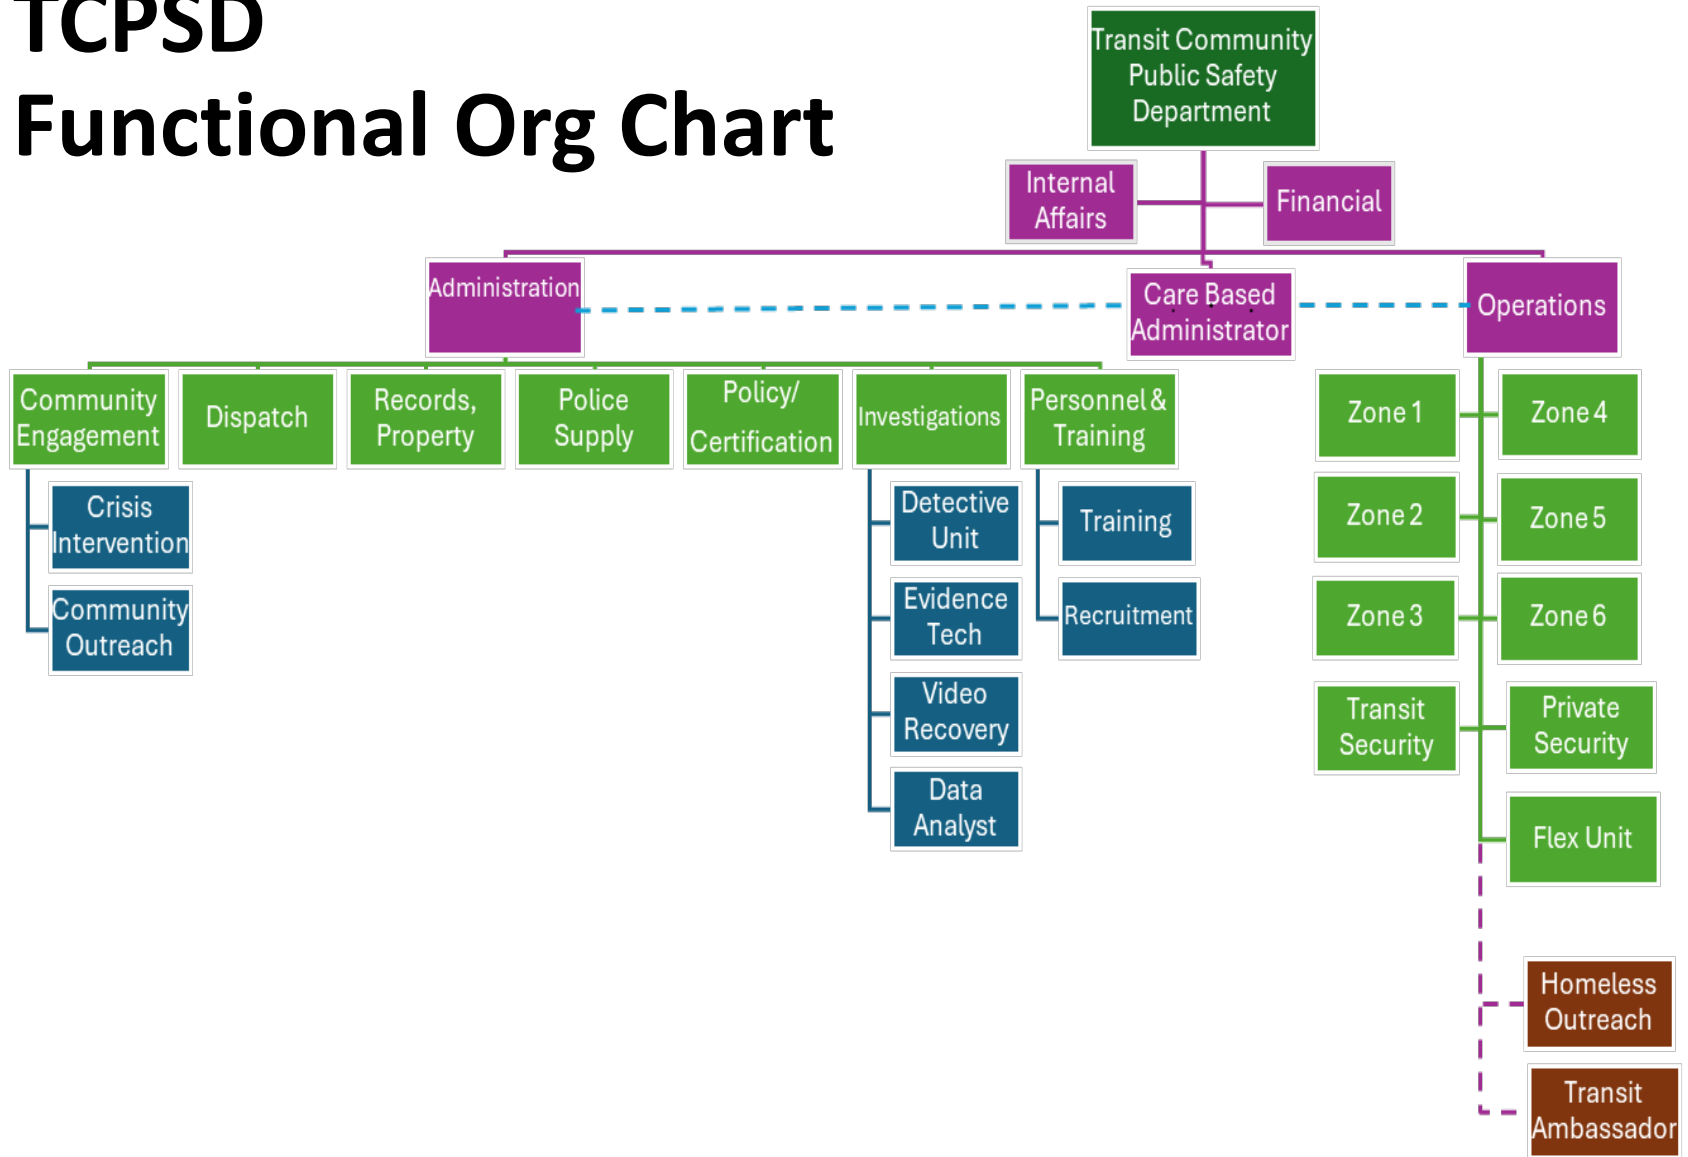 TCPSD
Functional Org Chart
Transit Community
Public Safety
Department
Internal
Affairs
Financial
Administration
Care Based
Administrator
Operations
Community
Engagement
Dispatch
Records,
Property
Police
Supply
Policy/
Certification
Investigations
Personnel &
Training
Crisis
Intervention
Community
Outreach
Detective
Unit
Evidence
Tech
Video
Recovery
Data
Analyst
Training
Recruitment
Zone 1
Zone 4
Zone 2
Zone 5
Zone 3
Zone 6
Transit
Security
Private
Security
Flex Unit
Homeless
Outreach
Transit
Ambassador